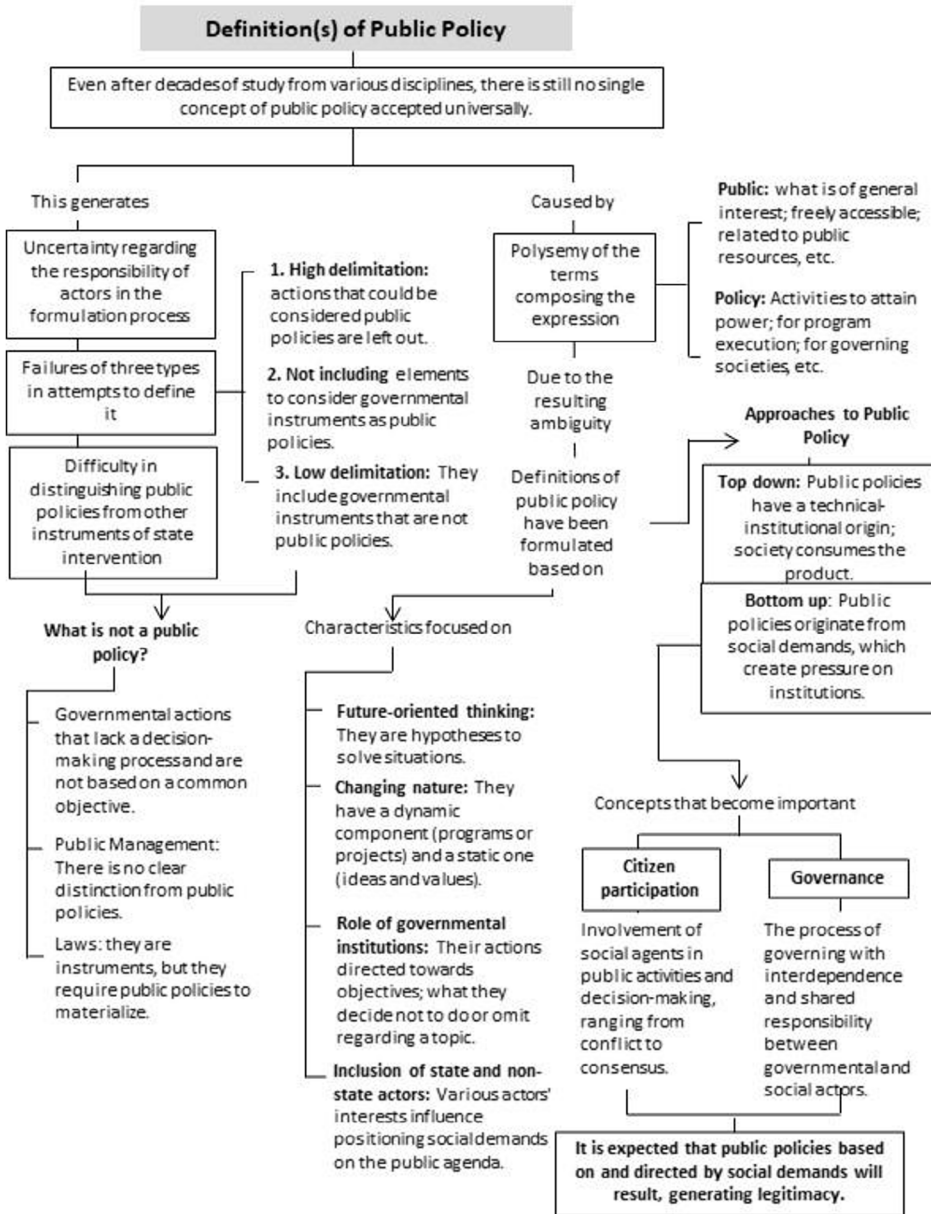 Definition(s) of Public Policy
Even after decades of study from various disciplines, there is still no single
concept of public policy accepted universally.
This generates
Uncertainty regarding
the responsibility of
actors in the
formulation process
Failures of three types
in attempts to define
it
Difficulty in
distinguishing public
policies from other
instruments of state
intervention
1. High delimitation:
actions that could be
considered public
policies are left out.
2. Not including elements
to consider governmental
instruments as public
policies.
3. Low delimitation: They
include governmental
instruments that are not
public policies.
Caused by
Polysemy of the
terms
composing the
expression
Public: what is of general
interest; freely accessible;
related to public
resources, etc.
Policy: Activities to attain
power; for program
execution; for governing
societies, etc.
Due to the
resulting
ambiguity
Definitions of
public policy
have been
formulated
based on
Approaches to Public
Policy
Top down: Public policies
have a technical-
institutional origin;
society consumes the
product.
Bottom up: Public
policies originate from
social demands, which
create pressure on
institutions.
What is not a public
policy?
Governmental actions
that lack a decision-
making process and are
not based on a common
objective.
Public Management:
There is no clear
distinction from public
policies.
Laws: they are
instruments, but they
require public policies to
materialize.
Characteristics focused on
Future-oriented thinking:
They are hypotheses to
solve situations.
Changing nature: They
have a dynamic
component (programs or
projects) and a static one
(ideas and values).
Role of governmental
institutions: Their actions
directed towards
objectives; what they
decide not to do or omit
regarding a topic.
Inclusion of state and non-
state actors: Various actors'
interests influence
positioning social demands
on the public agenda.
Concepts that become important
Citizen
participation
Involvement of
social agents in
public activities and
decision-making,
ranging from
conflict to
consensus.
Governance
The process of
governing with
interdependence
and shared
responsibility
between
governmental and
social actors.
It is expected that public policies based
on and directed by social demands will
result, generating legitimacy.